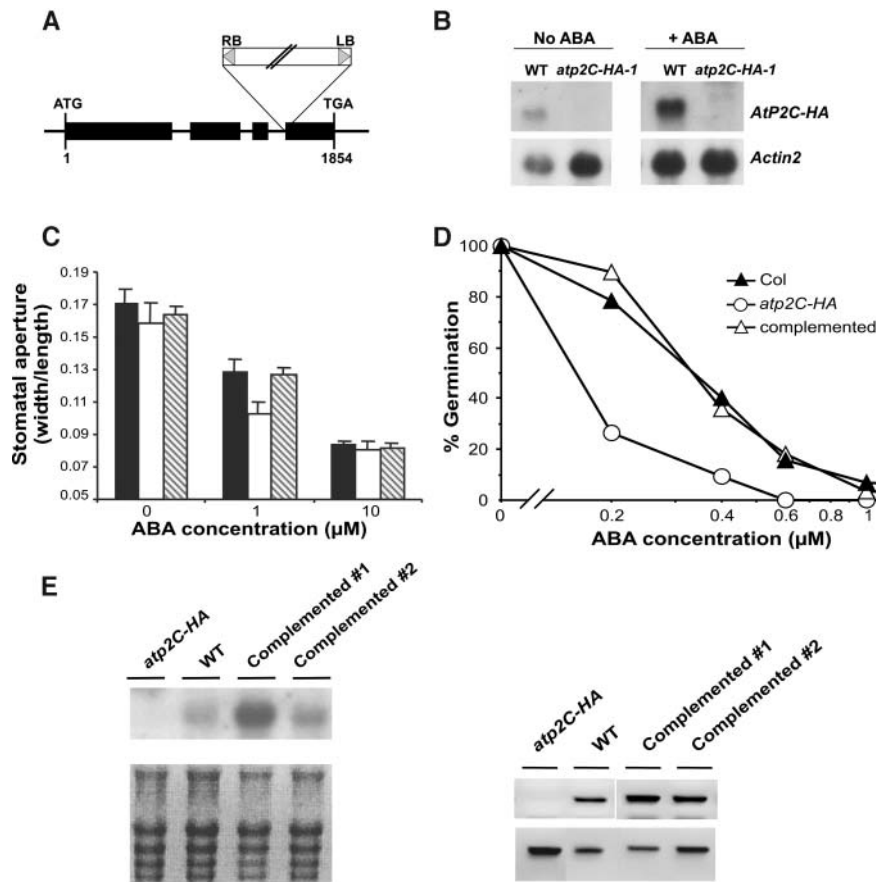 A
RB LB
ATG TGA
1 1854
B
No ABA + ABA
WT atp2C-HA-1 WT atp2C-HA-1
AtP2C-HA
Actin2
C
Stomatal aperture
(width/length)
0.19
0.17
0.15
0.13
0.11
0.09
0.07
0.05
0 1 10
ABA concentration (µM)
D
% Germination
100
80
60
40
20
0
Col
atp2C-HA
complemented
0 0.2 0.4 0.6 0.8 1
ABA concentration (µM)
E
atp2C-HA WT Complemented #1 Complemented #2
atp2C-HA WT Complemented #1 Complemented #2